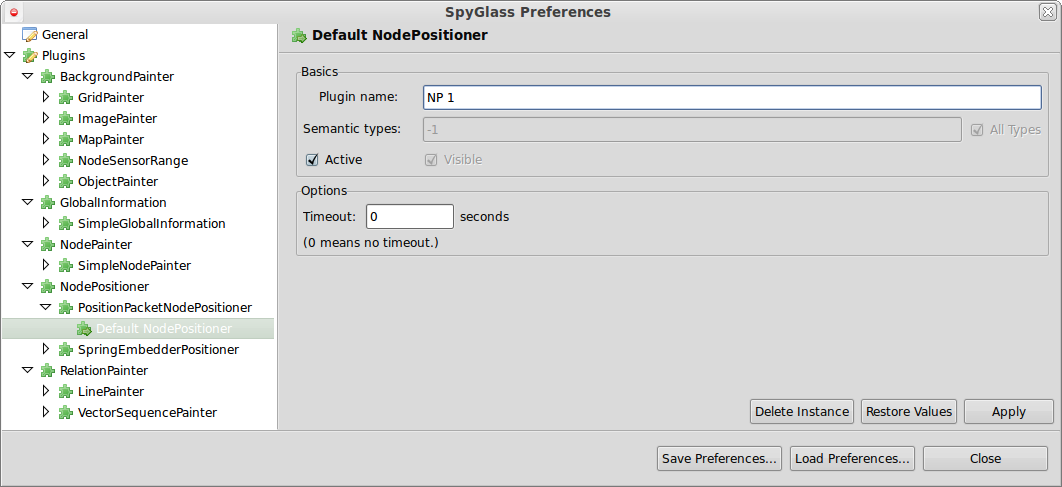 SpyGlass Preferences
General
Plugins
BackgroundPainter
GridPainter
ImagePainter
MapPainter
NodeSensorRange
ObjectPainter
GlobalInformation
SimpleGlobalInformation
NodePainter
SimpleNodePainter
NodePositioner
PositionPacketNodePositioner
Default NodePositioner
SpringEmbedderPositioner
RelationPainter
LinePainter
VectorSequencePainter
Default NodePositioner
Basics
Plugin name: NP 1
Semantic types: -1 All Types
Active Visible
Options
Timeout: 0 seconds
(0 means no timeout.)
Delete Instance Restore Values Apply
Save Preferences... Load Preferences... Close